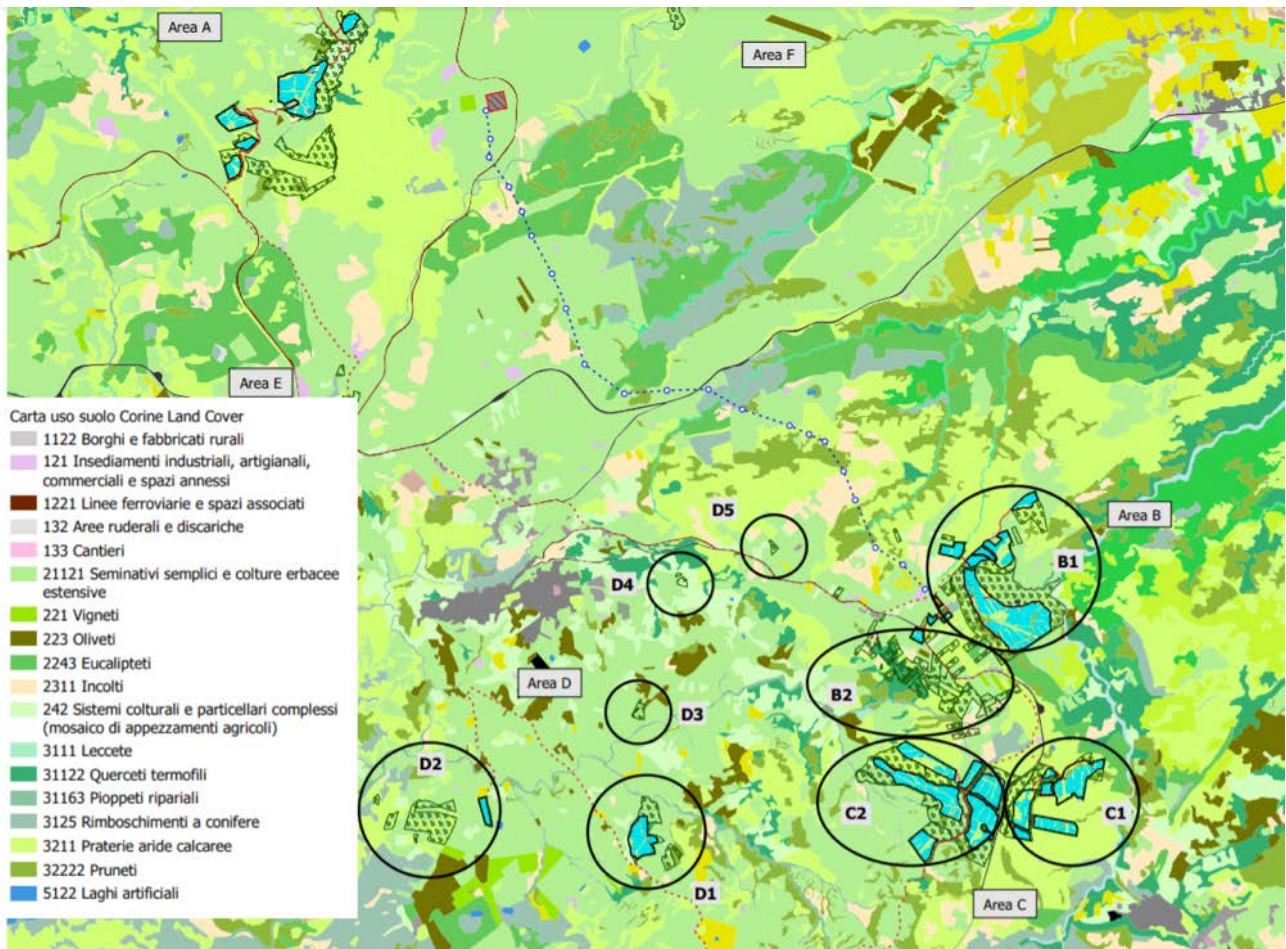 Area A
Area F
Area E
Carta uso suolo Corine Land Cover
1122 Borghi e fabbricati rurali
121 Insediamenti industriali, artigianali,
commerciali e spazi annessi
1221 Linee ferroviarie e spazi associati
132 Aree ruderali e discariche
133 Cantieri
21121 Seminativi semplici e colture erbacee
estensive
221 Vigneti
223 Oliveti
2243 Eucalipteti
2311 Incolti
242 Sistemi colturali e particellari complessi
(mosaico di appezzamenti agricoli)
3111 Leccete
31122 Querceti termofili
31163 Pioppeti ripariali
3125 Rimboschimenti a conifere
3211 Praterie aride calcaree
32222 Pruneti
5122 Laghi artificiali
D5
Area B
B1
D4
Area D
B2
D3
D2
C2
C1
D1
Area C